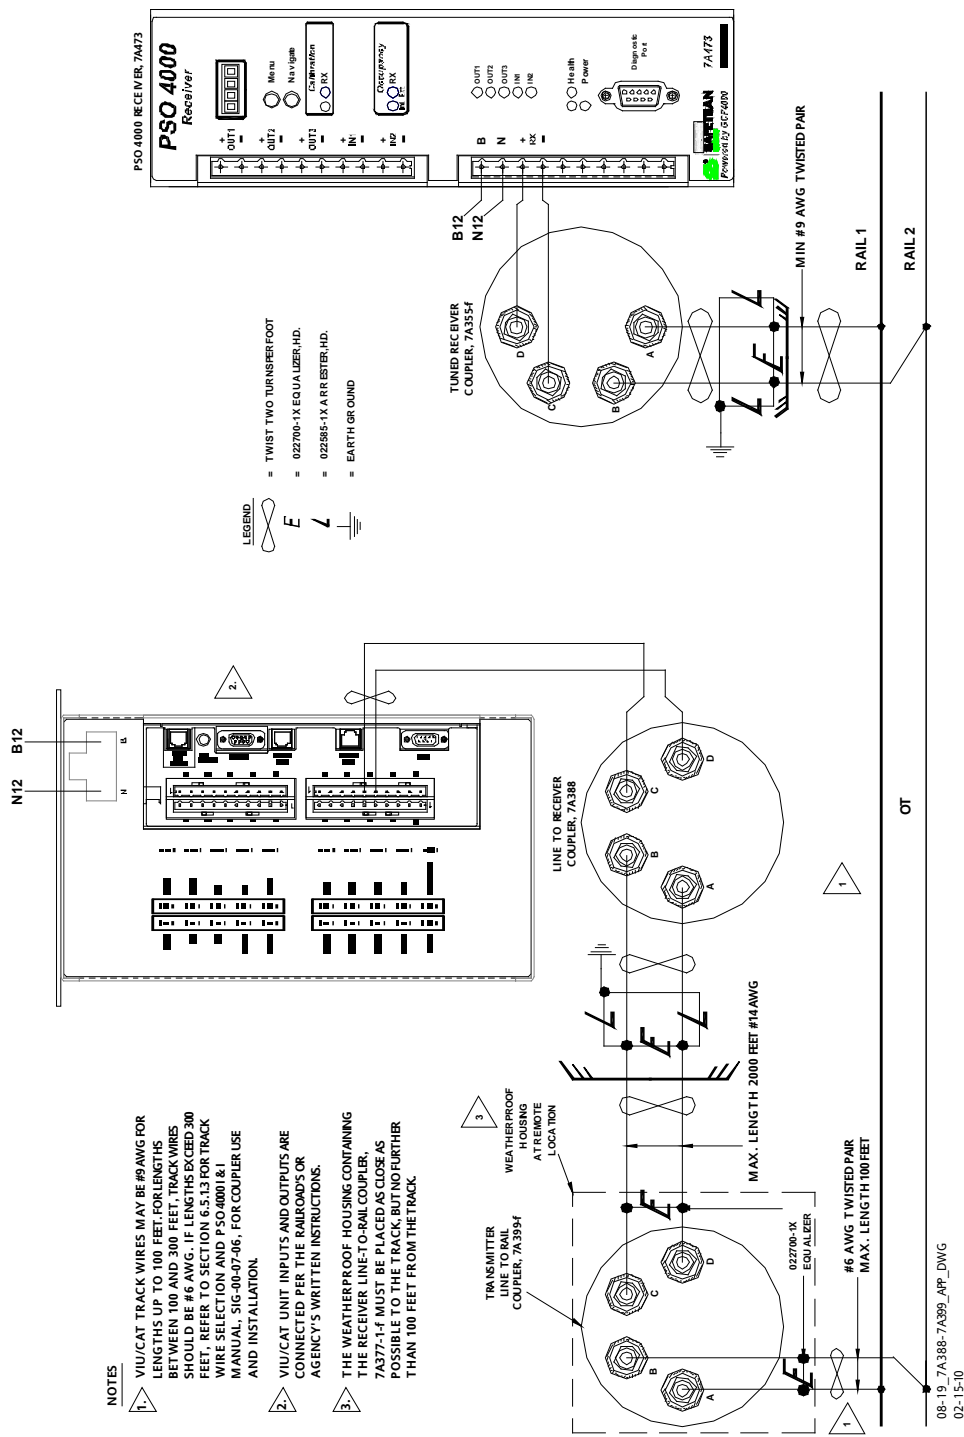 PSO 4000 RECEIVER, 7A473
PSO 4000
Receiver
Menu
Navigate
Calibration
RX
Occupancy
RX
+
OUT1
-
+
OUT2
-
+
OUT3
-
+
IN1
-
+
IN2
-
B
N
+
RX
-
OUT1
OUT2
OUT3
IN1
IN2
Health
Power
Diagnostic
Port
7A473
SAFETRAN
Powered by GCP4000
B12
N12
TUNED RECEIVER
COUPLER, 7A355-f
D
C
B
A
MIN #9 AWG TWISTED PAIR
RAIL 1
RAIL 2
LEGEND
= TWIST TWO TURNS PER FOOT
E = 022700-1X EQUALIZER, H.D.
= 022585-1X ARRESTER, H.D.
= EARTH GROUND
B12
N12
B
N
2.
LINE TO RECEIVER
COUPLER, 7A388
D
C
B
A
1
OT
3
WEATHERPROOF
HOUSING
AT REMOTE
LOCATION
MAX. LENGTH 2000 FEET #14 AWG
TRANSMITTER
LINE TO RAIL
COUPLER, 7A399-f
D
C
B
A
022700-1X
EQUALIZER
#6 AWG TWISTED PAIR
MAX. LENGTH 100 FEET
1
NOTES
1. VIU/CAT TRACK WIRES MAY BE #9 AWG FOR
LENGTHS UP TO 100 FEET. FOR LENGTHS
BETWEEN 100 AND 300 FEET, TRACK WIRES
SHOULD BE #6 AWG. IF LENGTHS EXCEED 300
FEET, REFER TO SECTION 6.5.1.3 FOR TRACK
WIRE SELECTION AND PSO 4000 I & I
MANUAL, SIG-00-07-06, FOR COUPLER USE
AND INSTALLATION.
2. VIU/CAT UNIT INPUTS AND OUTPUTS ARE
CONNECTED PER THE RAILROAD'S OR
AGENCY'S WRITTEN INSTRUCTIONS.
3. THE WEATHERPROOF HOUSING CONTAINING
THE RECEIVER LINE-TO-RAIL COUPLER,
7A377-1-f MUST BE PLACED AS CLOSE AS
POSSIBLE TO THE TRACK, BUT NO FURTHER
THAN 100 FEET FROM THE TRACK.
08-19_7A388-7A399_APP_DWG
02-15-10